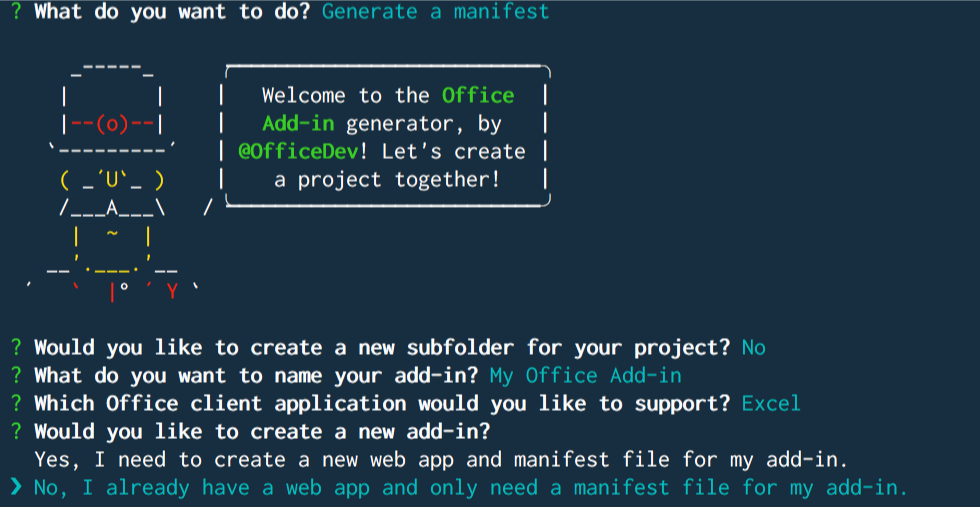 ? What do you want to do? Generate a manifest
Welcome to the Office
--(o)--
Add-in generator, by
@OfficeDev! Let's create
( _´U`_ )
a project together!
/___A___\ /
| ~ |
__'.___.'__
´ ` |° ´ Y `
? Would you like to create a new subfolder for your project? No
? What do you want to name your add-in? My Office Add-in
? Which Office client application would you like to support? Excel
? Would you like to create a new add-in?
Yes, I need to create a new web app and manifest file for my add-in.
❯ No, I already have a web app and only need a manifest file for my add-in.